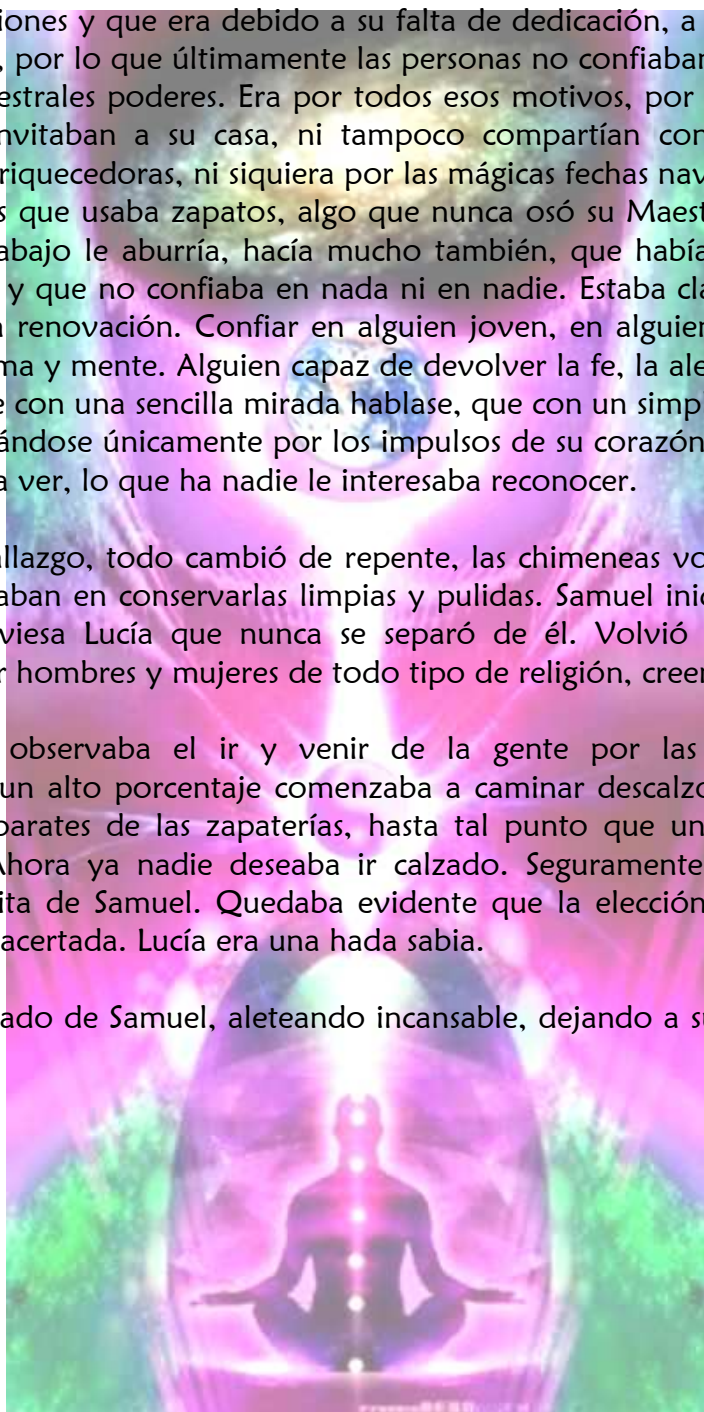 iones y que era debido a su falta de dedicación, a
, por lo que últimamente las personas no confiaban
estrales poderes. Era por todos esos motivos, por
nvitaban a su casa, ni tampoco compartían con
riquecedoras, ni siquiera por las mágicas fechas nav
s que usaba zapatos, algo que nunca osó su Maest
abajo le aburría, hacía mucho también, que había
y que no confiaba en nada ni en nadie. Estaba cla
a renovación. Confiar en alguien joven, en alguien
ma y mente. Alguien capaz de devolver la fe, la ale
e con una sencilla mirada hablase, que con un simpl
ándose únicamente por los impulsos de su corazón
a ver, lo que ha nadie le interesaba reconocer.
allazgo, todo cambió de repente, las chimeneas vo
aban en conservarlas limpias y pulidas. Samuel inic
viesa Lucía que nunca se separó de él. Volvió
r hombres y mujeres de todo tipo de religión, creen
observaba el ir y venir de la gente por las
un alto porcentaje comenzaba a caminar descalzo
parates de las zapaterías, hasta tal punto que un
Ahora ya nadie deseaba ir calzado. Seguramente
ita de Samuel. Quedaba evidente que la elección
acertada. Lucía era una hada sabia.
ado de Samuel, aleteando incansable, dejando a su